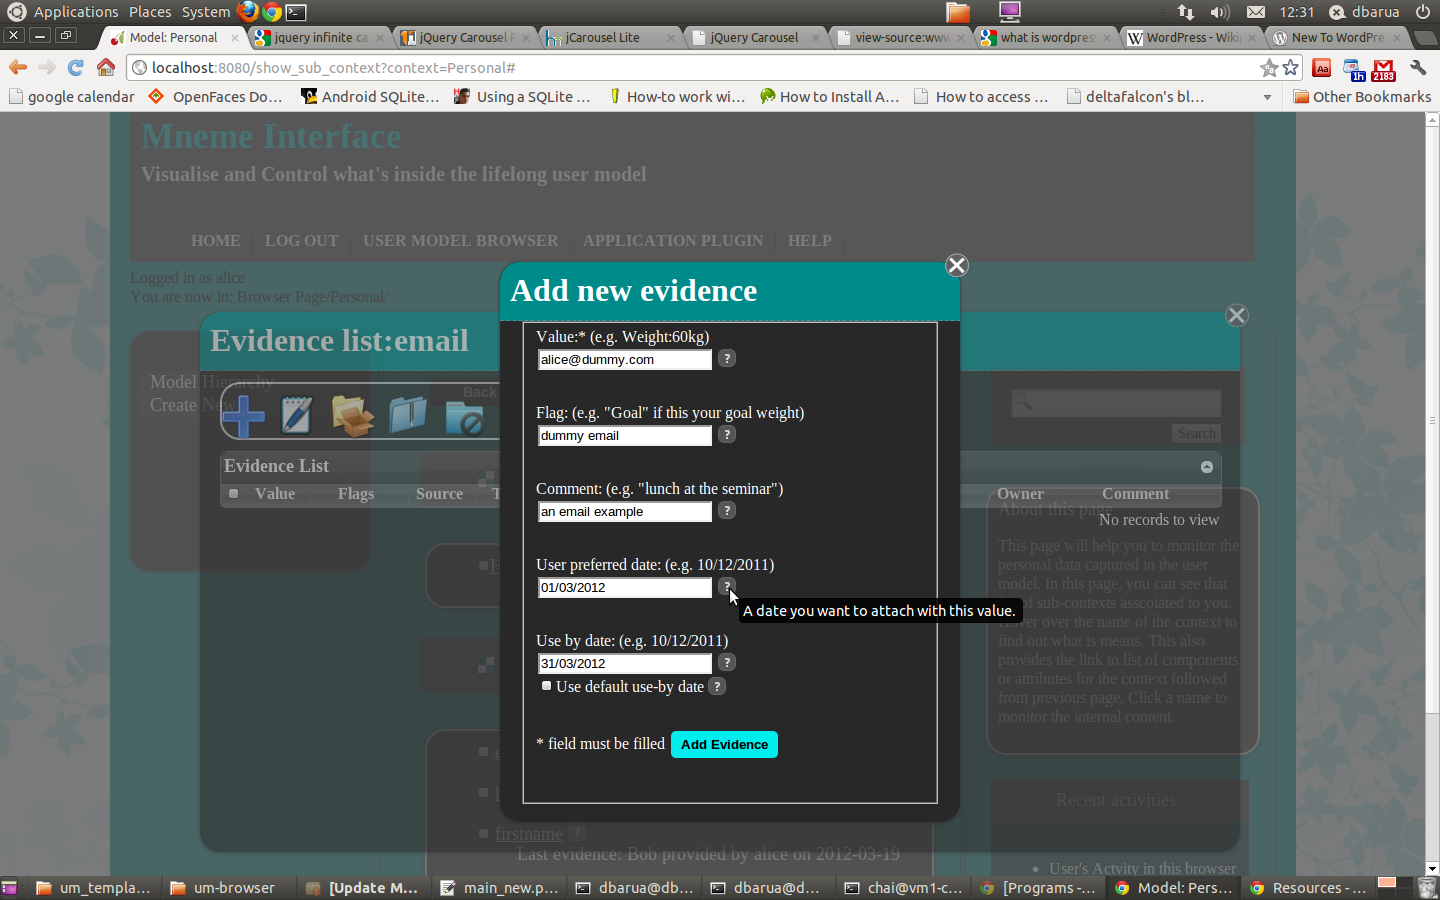 Applications Places System 12:31 dbarua
Model: Personal jquery infinite ca jQuery Carousel jCarousel Lite jQuery Carousel view-source:www what is wordpres WordPress - Wiki New To WordPre
localhost:8080/show_sub_context?context=Personal#
Aa 1h 2183
google calendar OpenFaces Do... Android SQLite... Using a SQLite ... How-to work wi... How to Install A... How to access ... deltafalcon's bl... Other Bookmarks
Mneme Interface
Visualise and Control what's inside the lifelong user model
HOME LOG OUT USER MODEL BROWSER APPLICATION PLUGIN HELP
Logged in as alice
You are now in: Browser Page/Personal/
Evidence list:email
Model Hierarchy
Create New
Back
Search
Evidence List
Value Flags Source T Owner Comment
No records to view
Add new evidence
Value:* (e.g. Weight:60kg)
alice@dummy.com ?
Flag: (e.g. "Goal" if this your goal weight)
dummy email ?
Comment: (e.g. "lunch at the seminar")
an email example ?
User preferred date: (e.g. 10/12/2011)
01/03/2012 ?
A date you want to attach with this value.
Use by date: (e.g. 10/12/2011)
31/03/2012 ?
Use default use-by date ?
* field must be filled Add Evidence
About this page
This page will help you to monitor the
personal data captured in the user
model. In this page, you can see that
of sub-contexts asscoiated to you.
over over the name of the context to
find out what is means. This also
provides the link to list of components
or attributes for the context followed
from previous page. Click a name to
monitor the internal content.
Recent activities
User's Actvity in this browser
firstname ?
Last evidence: Bob provided by alice on 2012-03-19
um_templa... um-browser [Update M... main_new.p... dbarua@db... dbarua@d... chai@vm1-c... [Programs -... Model: Pers... Resources - ...